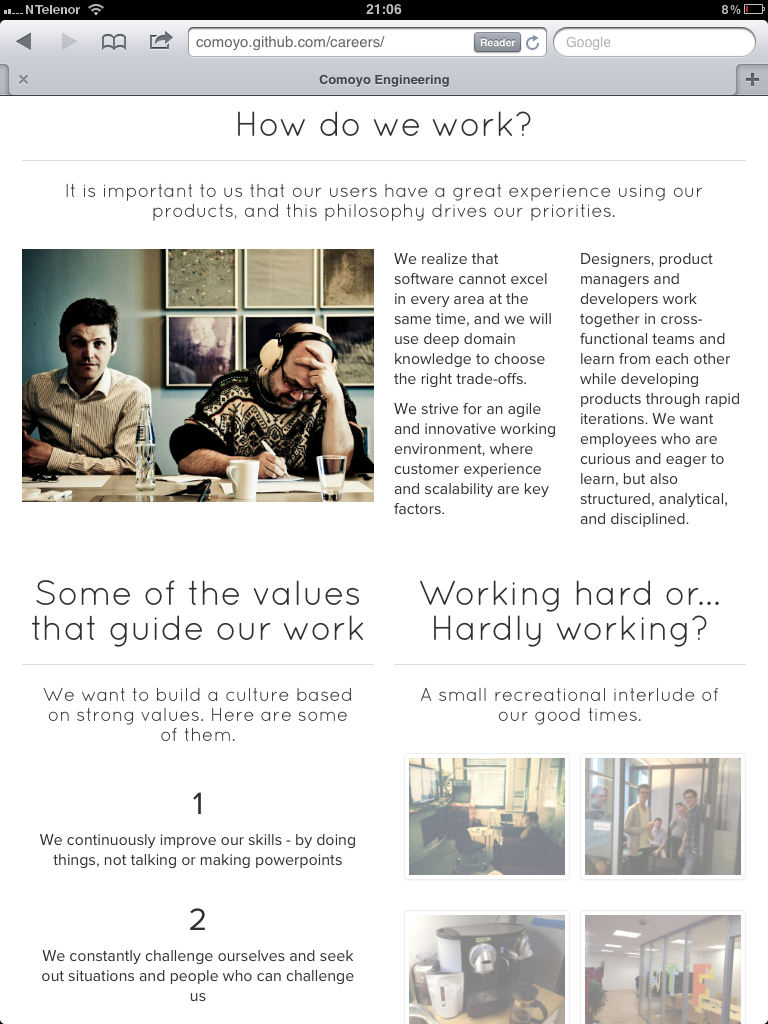 N Telenor
21:06
8%
comoyo.github.com/careers/
Reader
Google
Comoyo Engineering
How do we work?
It is important to us that our users have a great experience using our
products, and this philosophy drives our priorities.
We realize that
software cannot excel
in every area at the
same time, and we will
use deep domain
knowledge to choose
the right trade-offs.
We strive for an agile
and innovative working
environment, where
customer experience
and scalability are key
factors.
Designers, product
managers and
developers work
together in cross-
functional teams and
learn from each other
while developing
products through rapid
iterations. We want
employees who are
curious and eager to
learn, but also
structured, analytical,
and disciplined.
Some of the values
that guide our work
We want to build a culture based
on strong values. Here are some
of them.
1
We continuously improve our skills - by doing
things, not talking or making powerpoints
2
We constantly challenge ourselves and seek
out situations and people who can challenge
us
Working hard or...
Hardly working?
A small recreational interlude of
our good times.